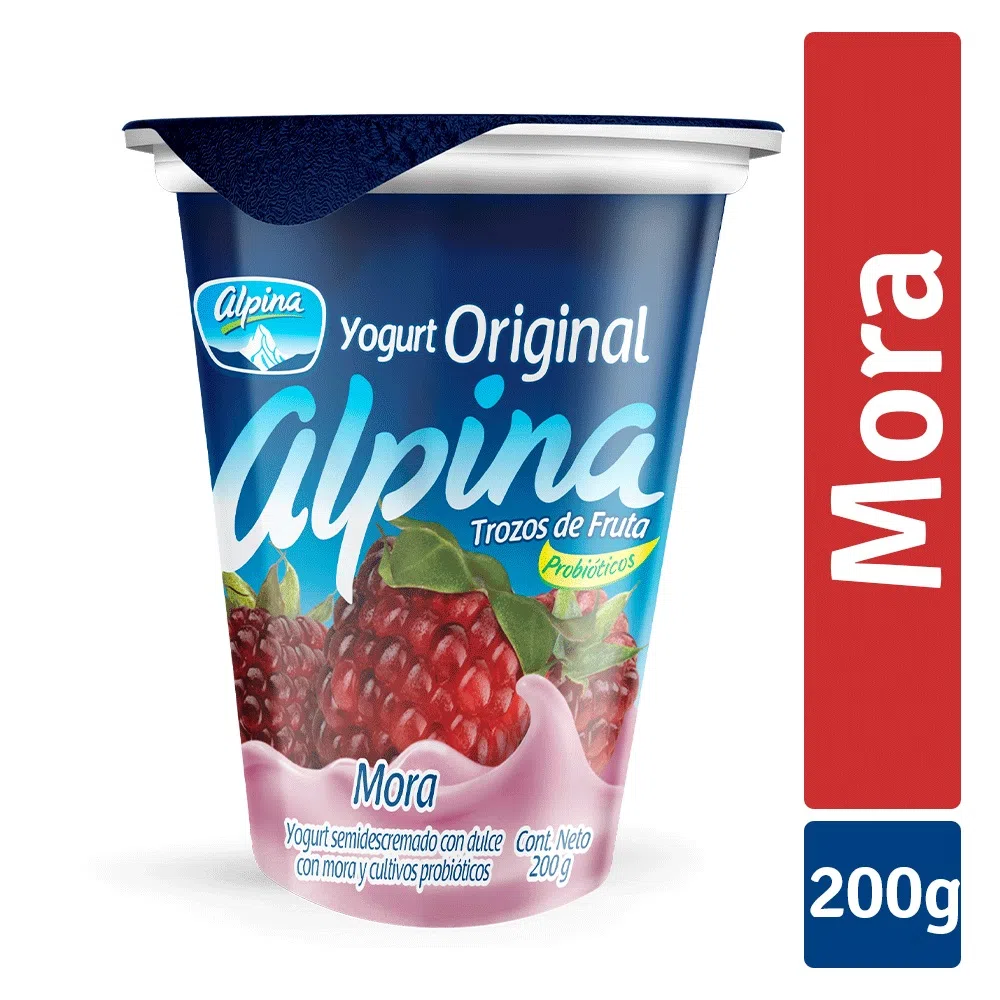 alpina
Yogurt Original
alpina
Trozos de Fruta
Probióticos
Mora
Yogurt semidescremado con dulce
con mora y cultivos probióticos
Cont. Neto
200 g
Mora
200g